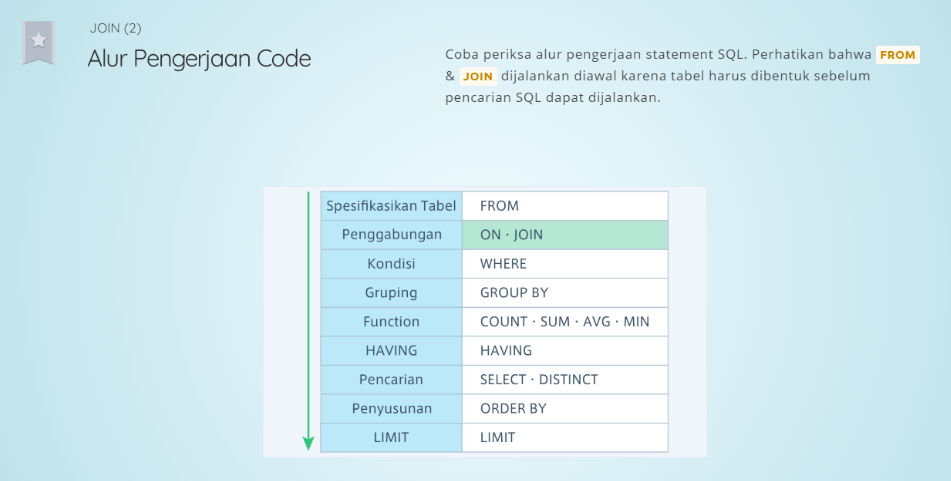 JOIN (2)
Alur Pengerjaan Code
Coba periksa alur pengerjaan statement SQL. Perhatikan bahwa FROM
& JOIN dijalankan diawal karena tabel harus dibentuk sebelum
pencarian SQL dapat dijalankan.
Spesifikasikan Tabel FROM
Penggabungan ON · JOIN
Kondisi WHERE
Gruping GROUP BY
Function COUNT · SUM · AVG · MIN
HAVING HAVING
Pencarian SELECT · DISTINCT
Penyusunan ORDER BY
LIMIT LIMIT